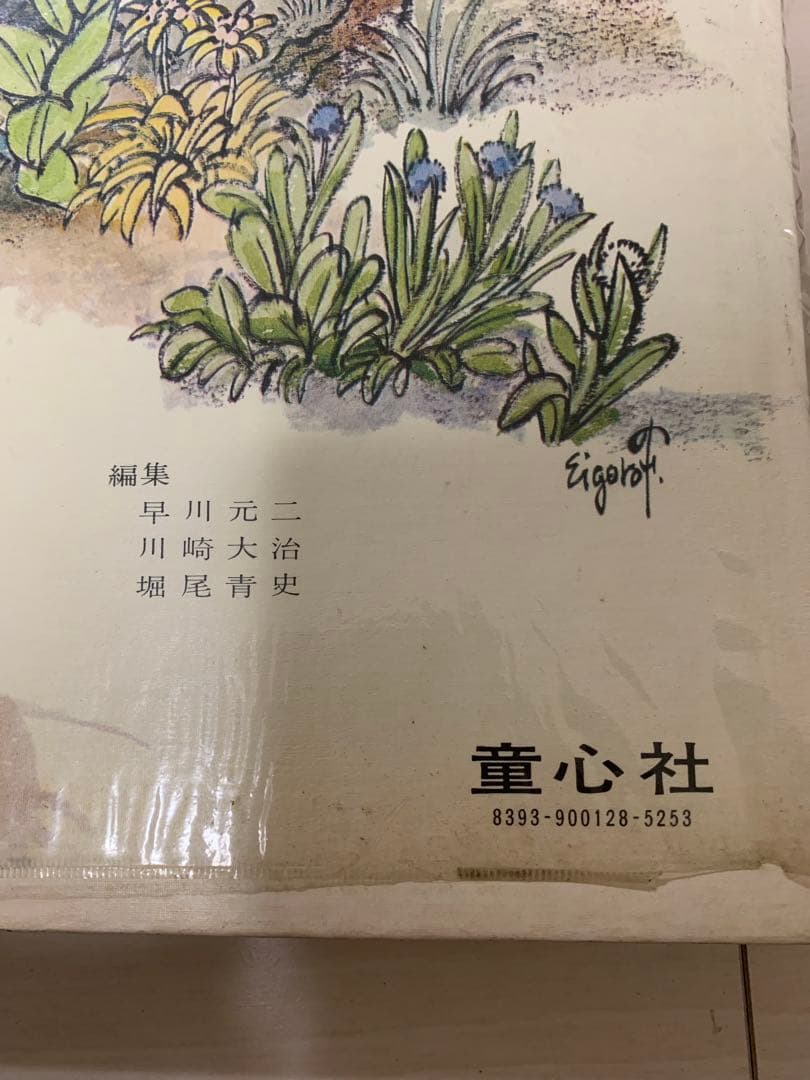 編集
早川元二
川崎大治
堀尾青史
童心社
8393-900128-5253